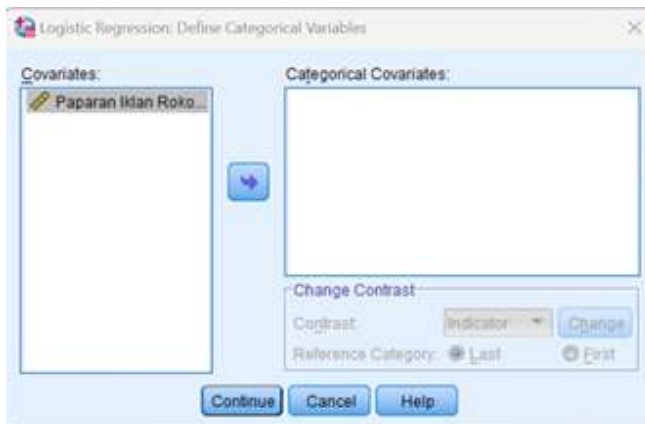 Logistic Regression: Define Categorical Variables
Covariates:
Paparan Iklan Roko...
Categorical Covariates:
Change Contrast
Contrast: Indicator Change
Reference Category: Last First
Continue Cancel Help